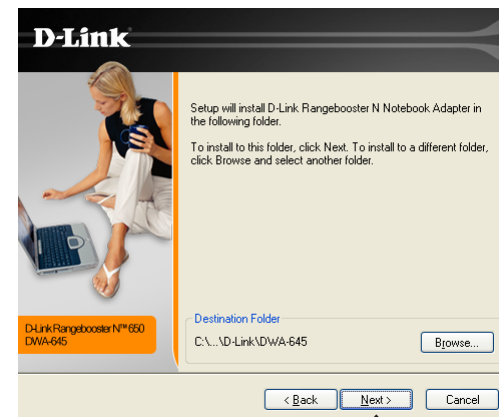 D-Link
Setup will install D-Link Rangebooster N Notebook Adapter in
the following folder.
To install to this folder, click Next. To install to a different folder,
click Browse and select another folder.
D-Link Rangebooster N™ 650
DWA-645
Destination Folder
C:\...\D-Link\DWA-645
Browse...
< Back
Next >
Cancel